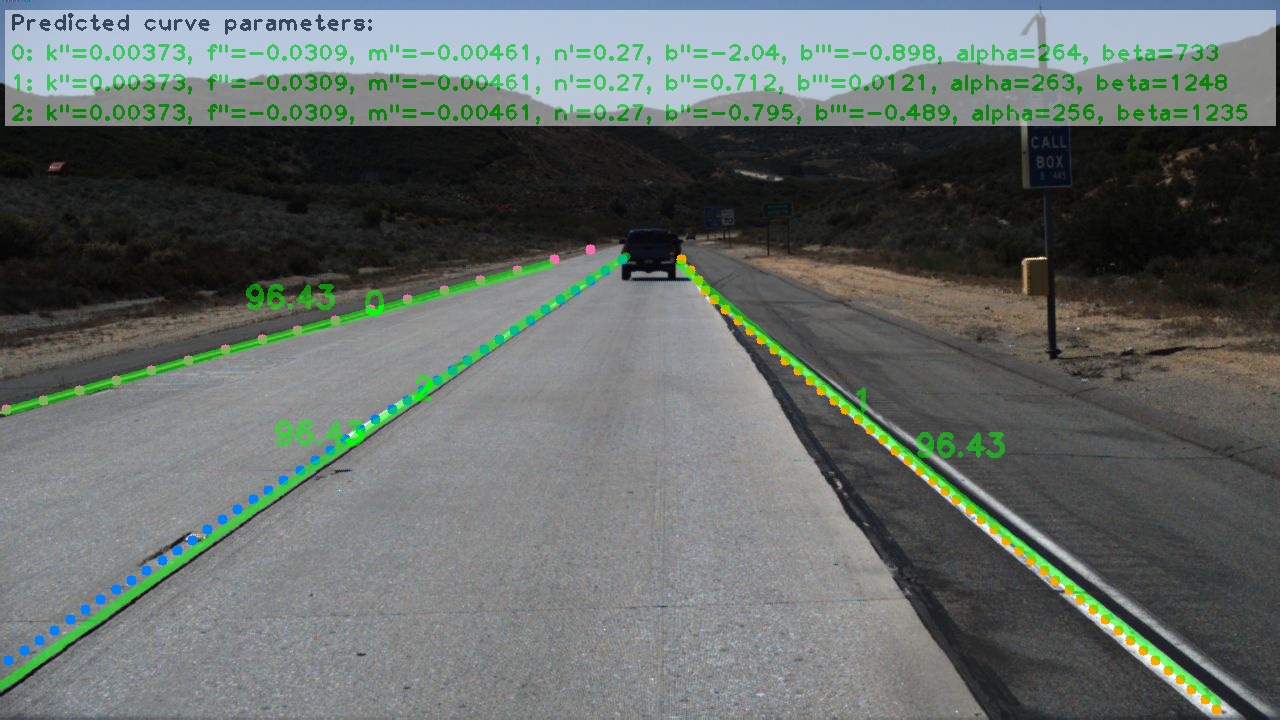 Predicted curve parameters:
0: k''=0.00373, f''=-0.0309, m''=-0.00461, n'=0.27, b''=-2.04, b'''=-0.898, alpha=264, beta=733
1: k''=0.00373, f''=-0.0309, m''=-0.00461, n'=0.27, b''=0.712, b'''=0.0121, alpha=263, beta=1248
2: k''=0.00373, f''=-0.0309, m''=-0.00461, n'=0.27, b''=-0.795, b'''=-0.489, alpha=256, beta=1235
CALL
BOX
96.43 0
2
1
96.43
96.43